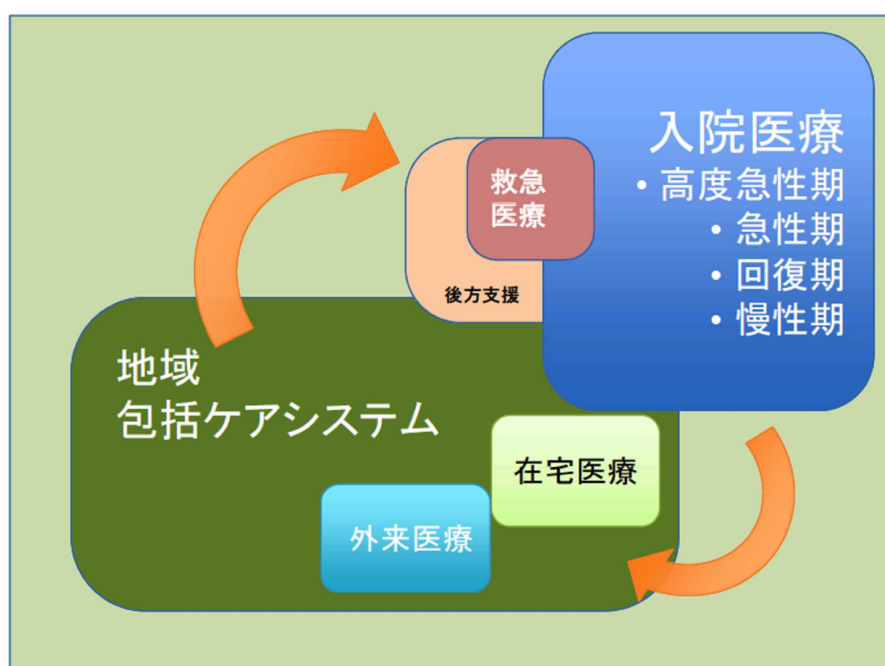 入院医療
・高度急性期
・急性期
・回復期
・慢性期
救急
医療
後方支援
地域
包括ケアシステム
在宅医療
外来医療